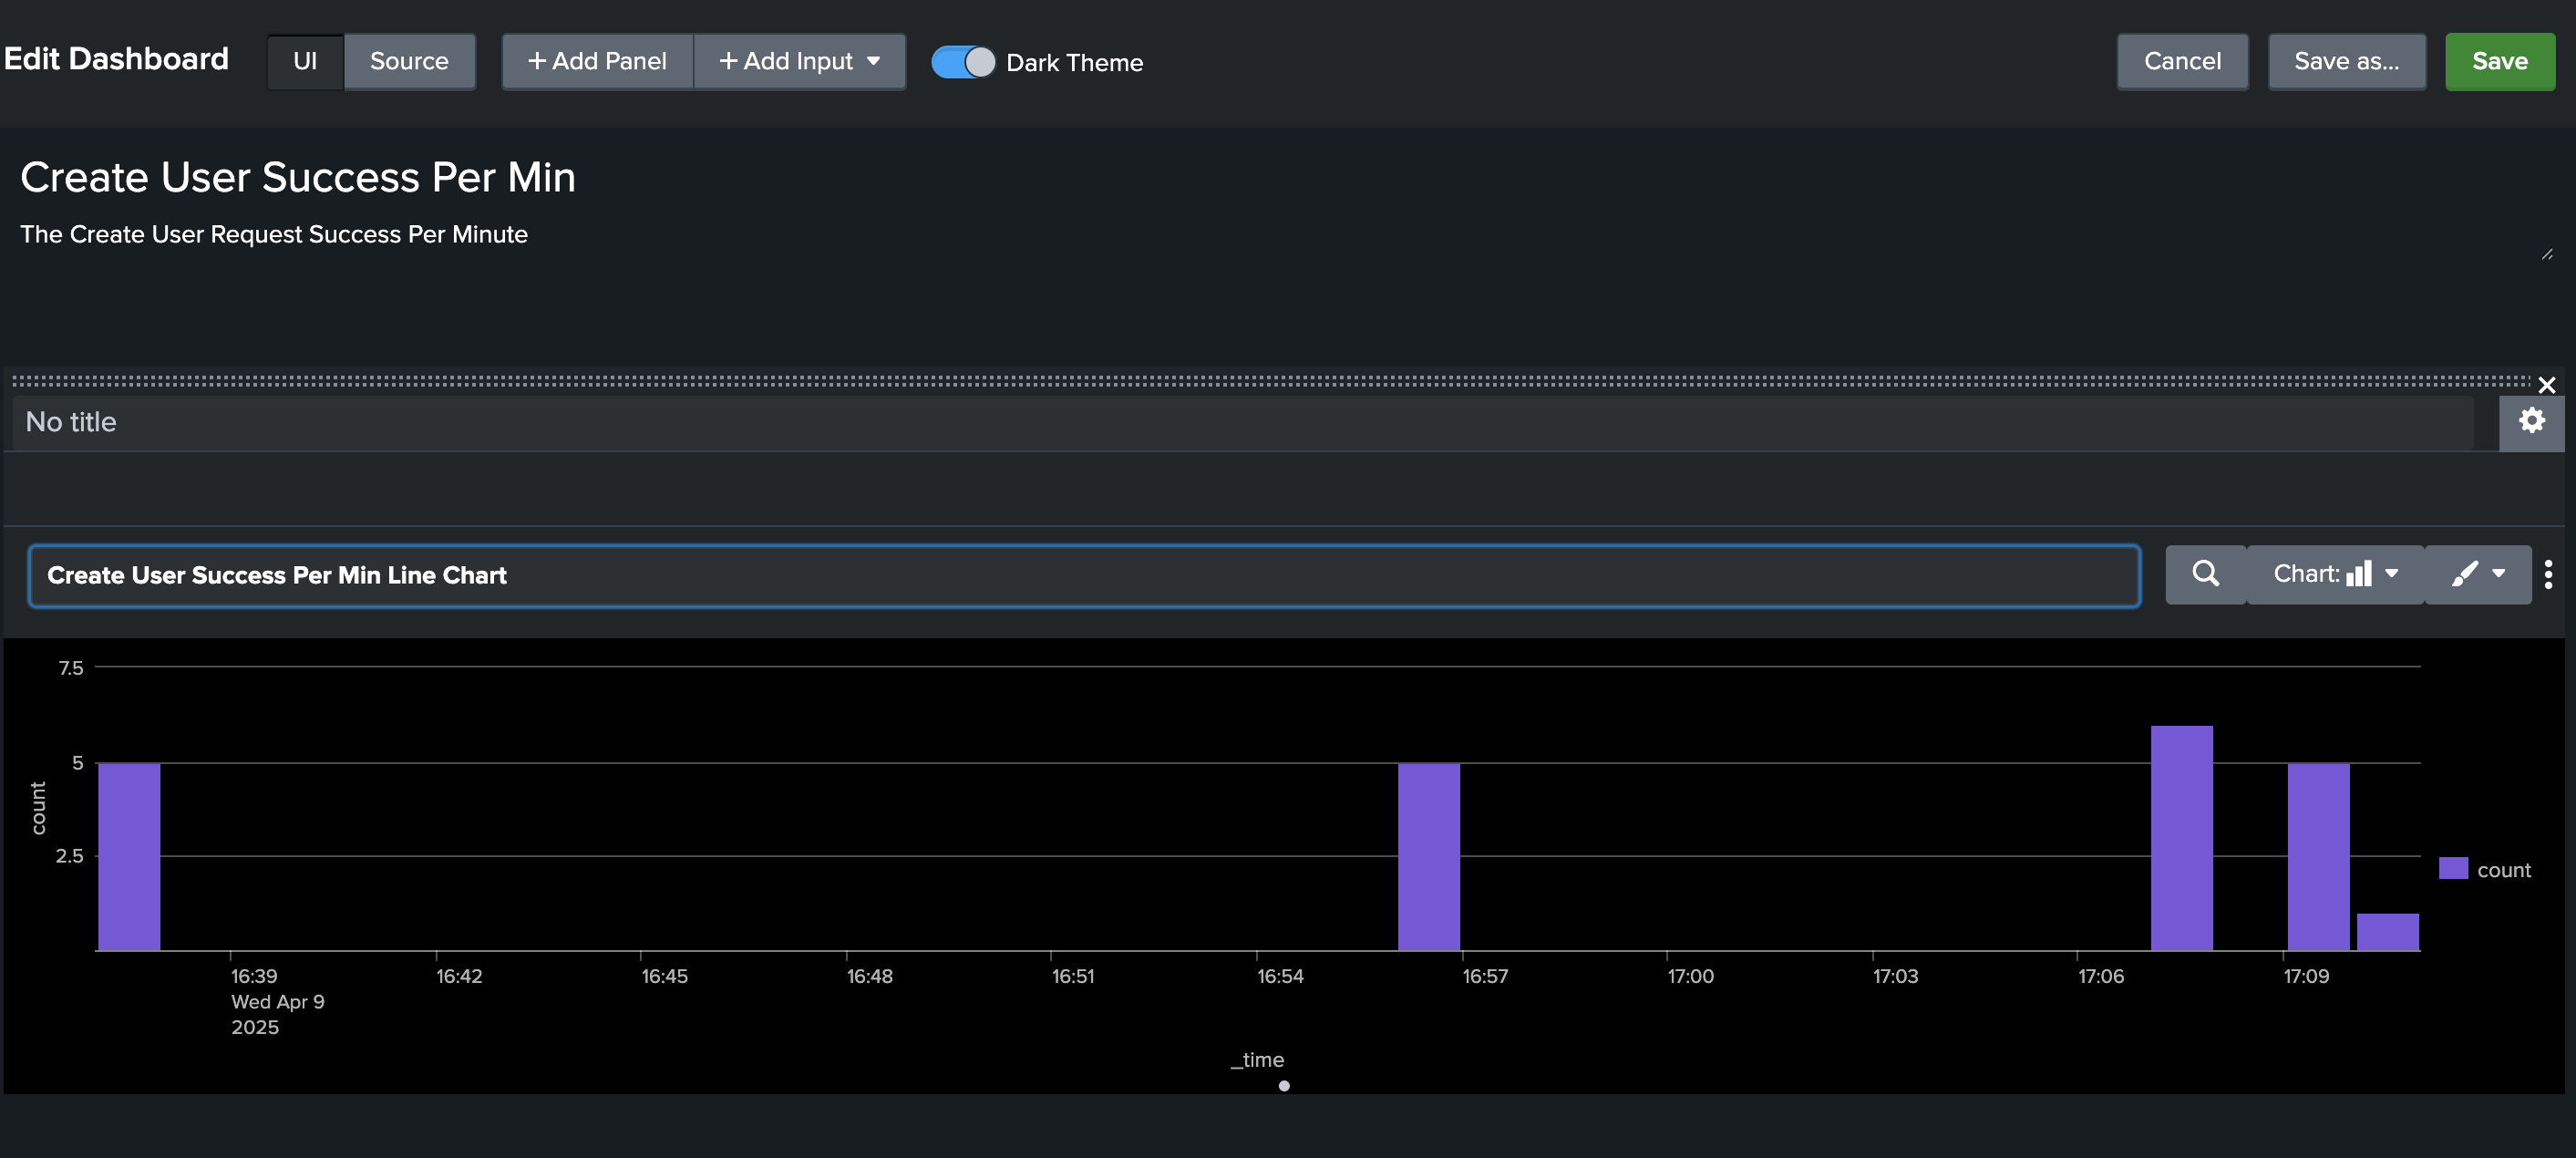 Edit Dashboard UI Source + Add Panel + Add Input Dark Theme Cancel Save as... Save
Create User Success Per Min
The Create User Request Success Per Minute
No title
Create User Success Per Min Line Chart Chart:
7.5
5
2.5
count
count
16:39 16:42 16:45 16:48 16:51 16:54 16:57 17:00 17:03 17:06 17:09
Wed Apr 9
2025
_time